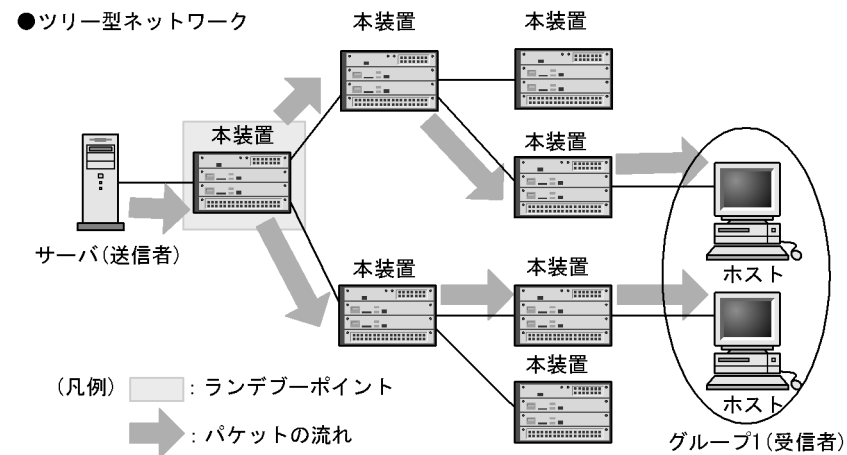 ●ツリー型ネットワーク
本装置
本装置
本装置
本装置
サーバ(送信者)
本装置
本装置
ホスト
本装置
ホスト
(凡例)
:ランデブーポイント
:パケットの流れ
グループ1(受信者)